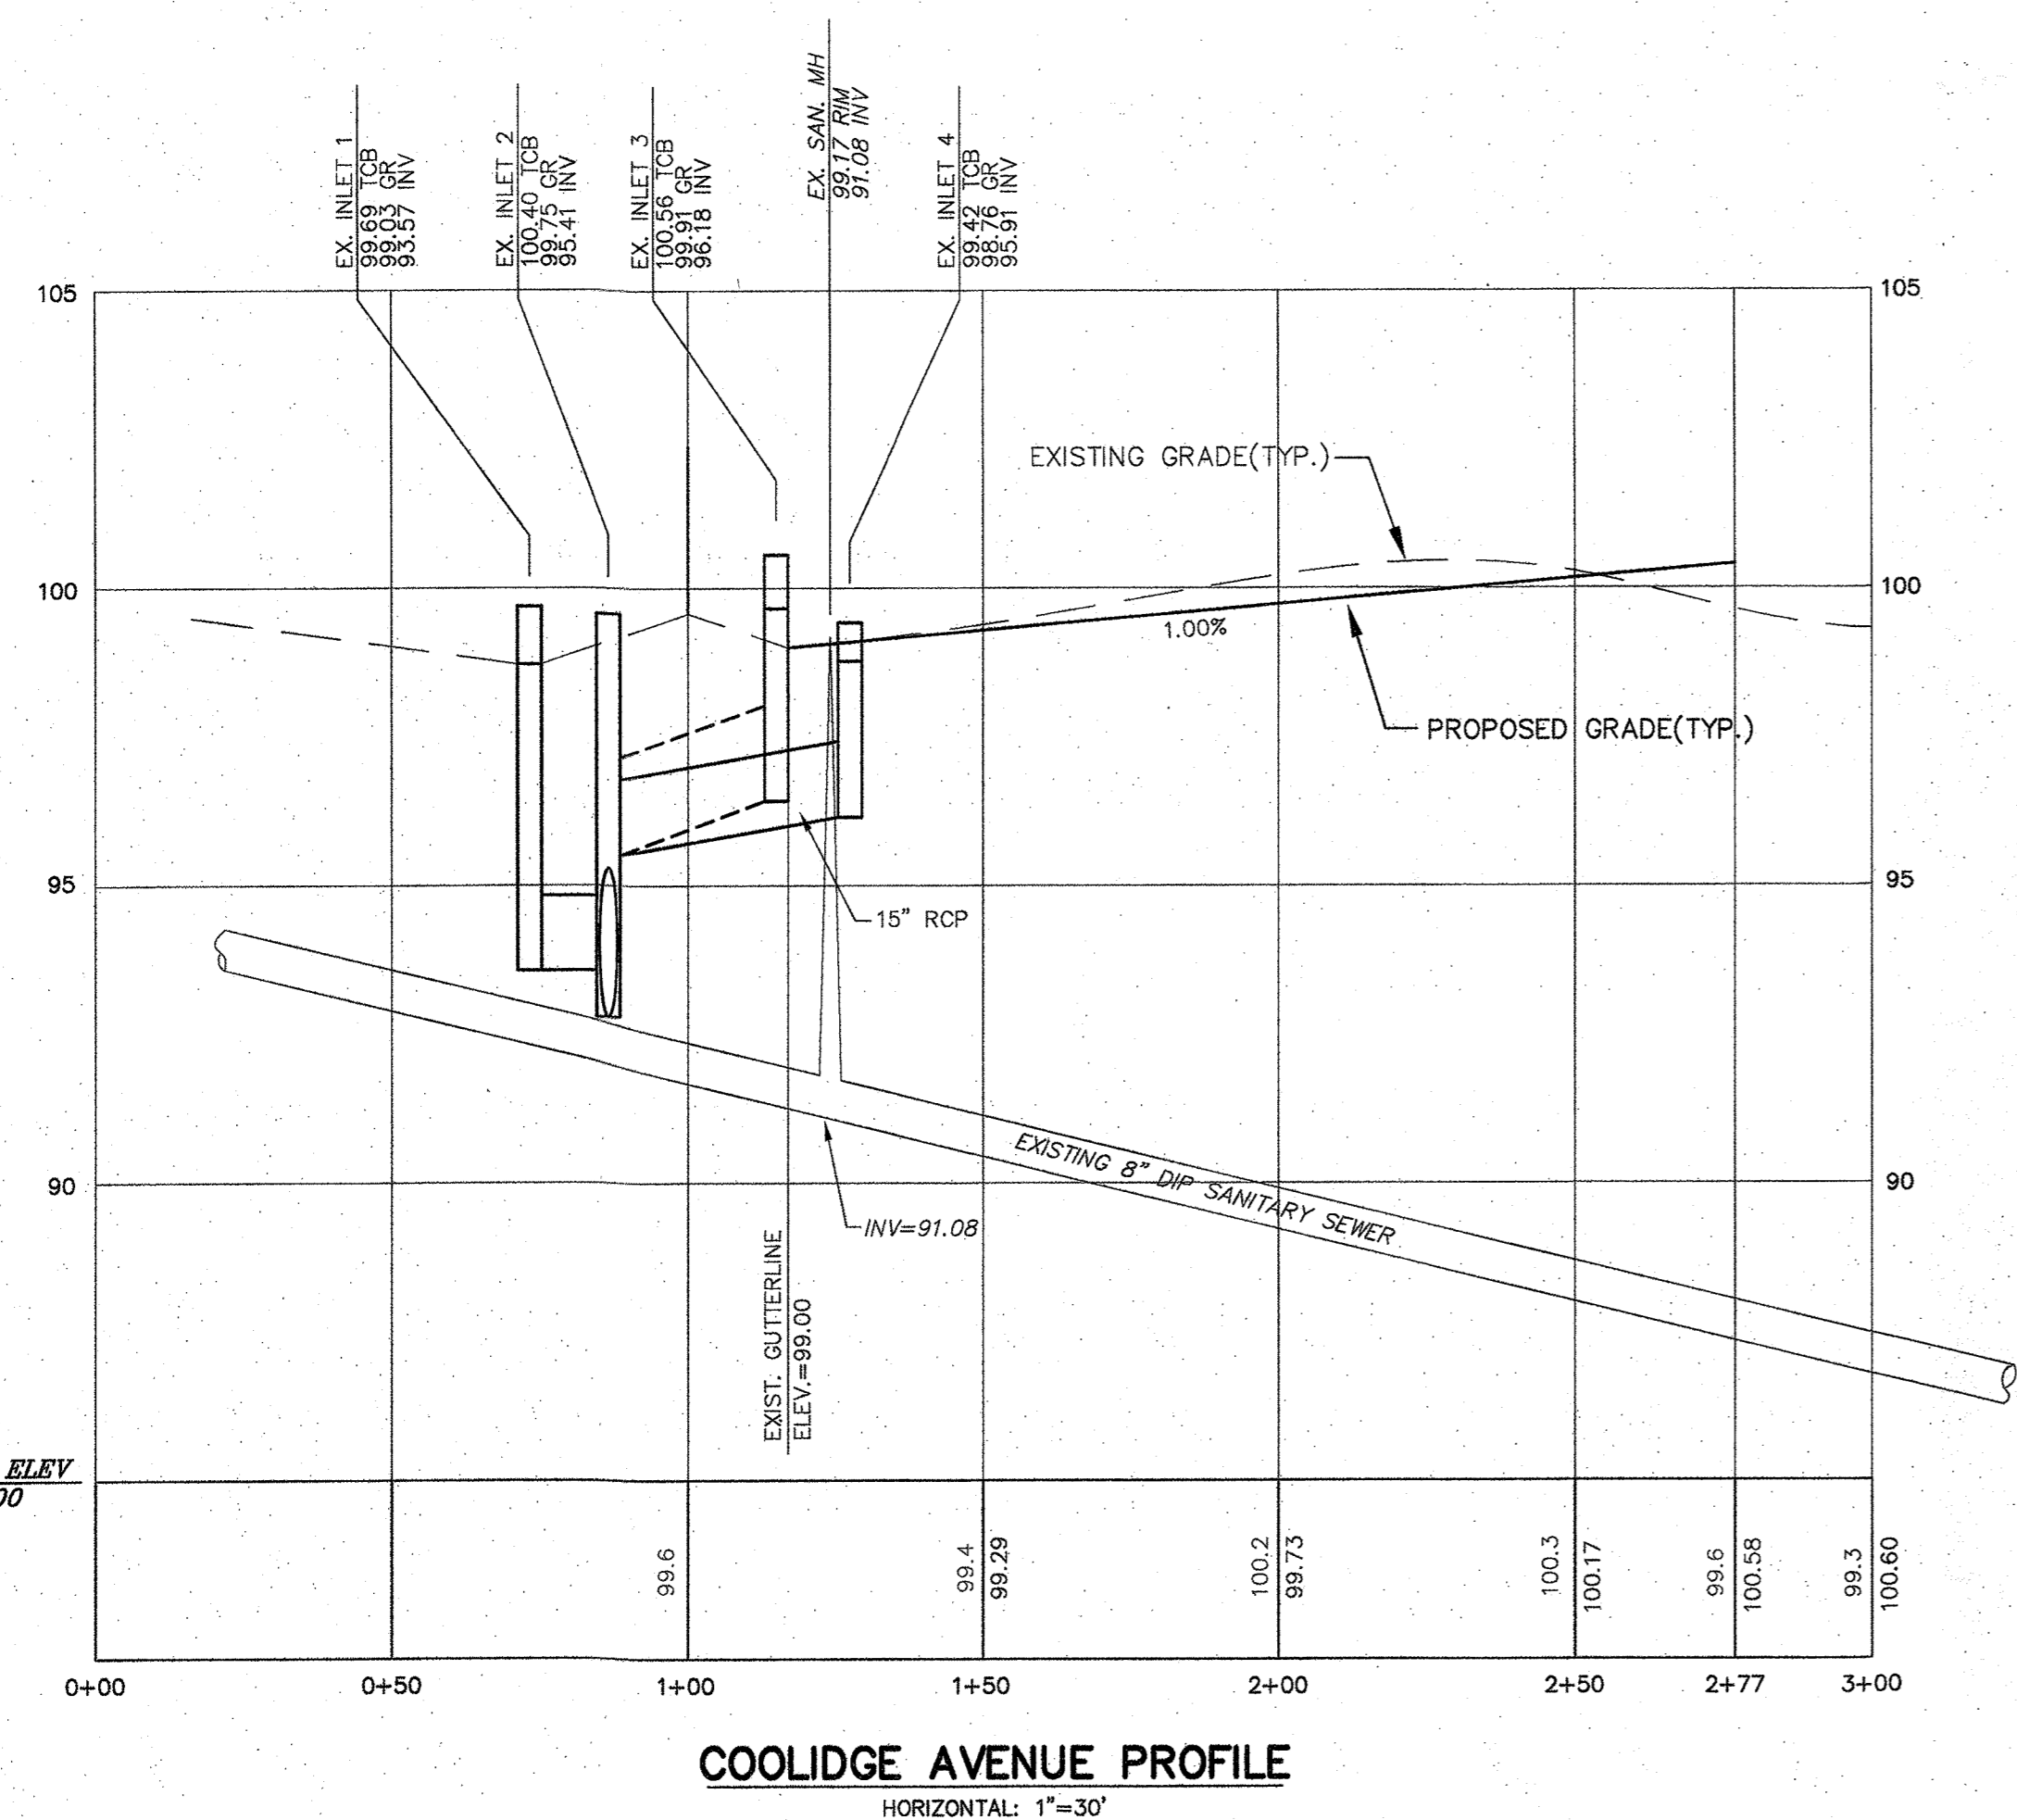 EX. INLET 1
99.69 TCB
99.03 GR
93.57 INV
EX. INLET 2
100.40 TCB
99.75 GR
95.41 INV
EX. INLET 3
100.56 TCB
99.91 GR
96.18 INV
EX. SAN. MH
99.17 RIM
91.08 INV
EX. INLET 4
99.42 TCB
98.76 GR
95.91 INV
105
105
EXISTING GRADE(TYP.)
100
100
1.00%
PROPOSED GRADE(TYP.)
95
95
15" RCP
EXISTING 8" DIP SANITARY SEWER
90
90
INV=91.08
EXIST. GUTTERLINE
ELEV.=99.00
ELEV
00
99.6
99.4
99.29
100.2
99.73
100.3
100.17
99.6
100.58
99.3
100.60
0+00
0+50
1+00
1+50
2+00
2+50
2+77
3+00
COOLIDGE AVENUE PROFILE
HORIZONTAL: 1"=30'